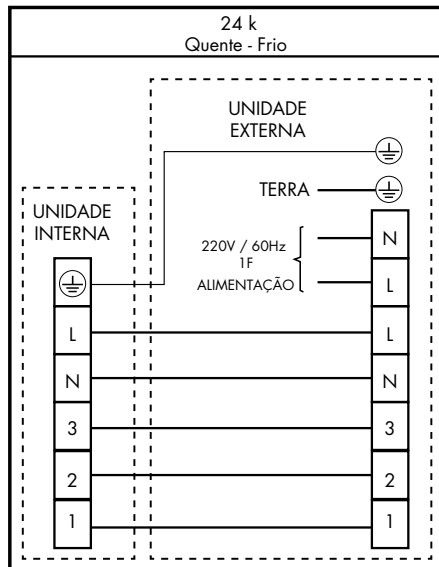 24 k
Quente - Frio
UNIDADE
EXTERNA
TERRA
UNIDADE
INTERNA
220V / 60Hz
1F
ALIMENTAÇÃO
N
L
L
L
N
N
3
3
2
2
1
1